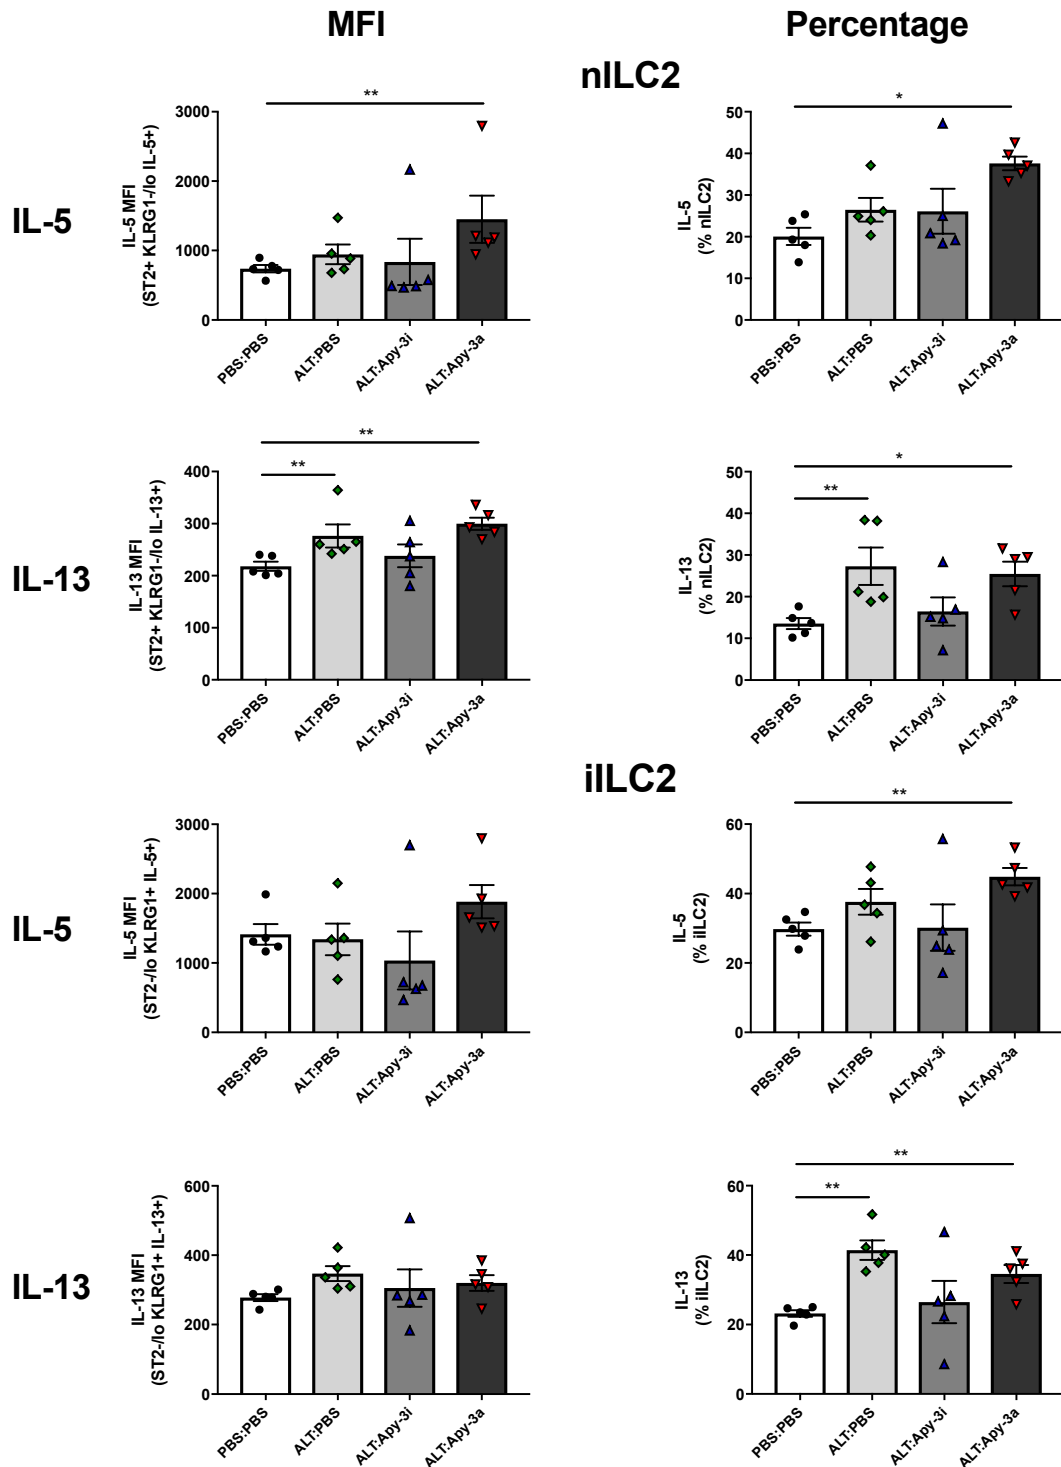 MFI
Percentage
nILC2
IL-5
IL-5 MFI
(ST2+ KLRG1-/lo IL-5+)
3000
2000
1000
0
**
PBS:PBS
ALT:PBS
ALT:Apy-3i
ALT:Apy-3a
IL-5
(% nILC2)
50
40
30
20
10
0
*
PBS:PBS
ALT:PBS
ALT:Apy-3i
ALT:Apy-3a
IL-13
IL-13 MFI
(ST2+ KLRG1-/lo IL-13+)
400
300
200
100
0
**
**
PBS:PBS
ALT:PBS
ALT:Apy-3i
ALT:Apy-3a
IL-13
(% nILC2)
50
40
30
20
10
0
*
**
PBS:PBS
ALT:PBS
ALT:Apy-3i
ALT:Apy-3a
iILC2
IL-5
IL-5 MFI
(ST2-/lo KLRG1+ IL-5+)
3000
2000
1000
0
PBS:PBS
ALT:PBS
ALT:Apy-3i
ALT:Apy-3a
IL-5
(% iILC2)
60
40
20
0
**
PBS:PBS
ALT:PBS
ALT:Apy-3i
ALT:Apy-3a
IL-13
IL-13 MFI
(ST2-/lo KLRG1+ IL-13+)
600
400
200
0
PBS:PBS
ALT:PBS
ALT:Apy-3i
ALT:Apy-3a
IL-13
(% iILC2)
60
40
20
0
**
**
PBS:PBS
ALT:PBS
ALT:Apy-3i
ALT:Apy-3a